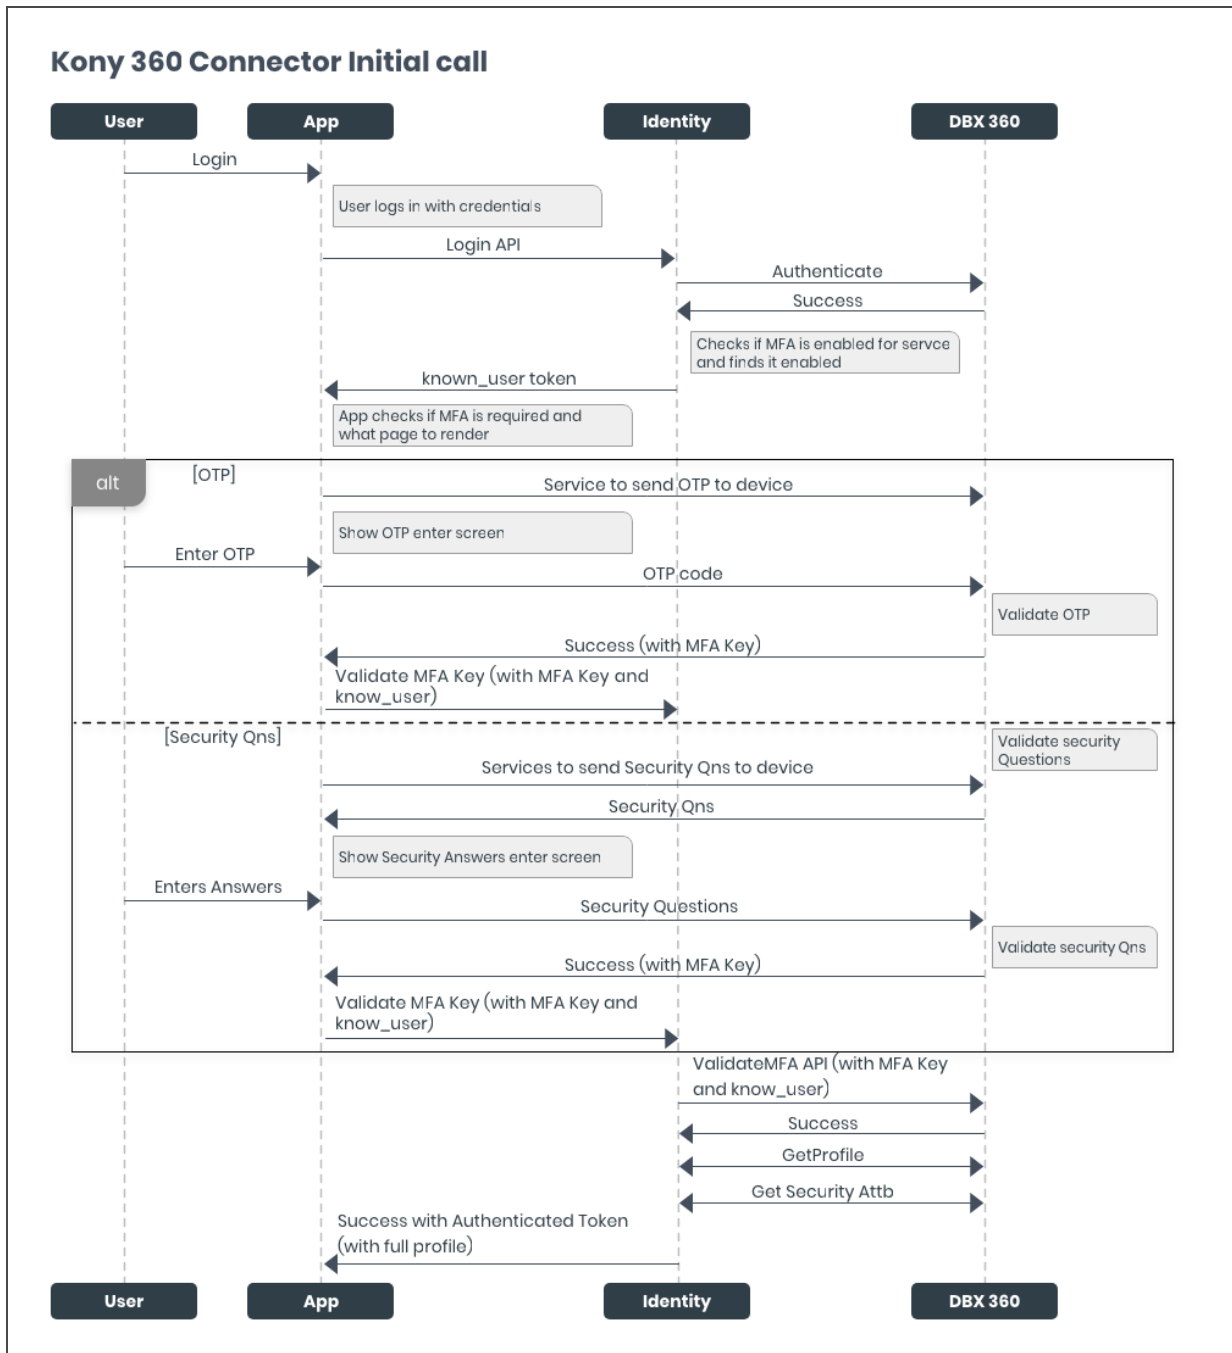 Kony 360 Connector Initial call
User
App
Identity
DBX 360
Login
User logs in with credentials
Login API
Authenticate
Success
Checks if MFA is enabled for servce
and finds it enabled
known_user token
App checks if MFA is required and
what page to render
alt
[OTP]
Service to send OTP to device
Show OTP enter screen
Enter OTP
OTP code
Validate OTP
Success (with MFA Key)
Validate MFA Key (with MFA Key and
know_user)
[Security Qns]
Validate security
Questions
Services to send Security Qns to device
Security Qns
Show Security Answers enter screen
Enters Answers
Security Questions
Validate security Qns
Success (with MFA Key)
Validate MFA Key (with MFA Key and
know_user)
ValidateMFA API (with MFA Key
and know_user)
Success
GetProfile
Get Security Attb
Success with Authenticated Token
(with full profile)
User
App
Identity
DBX 360